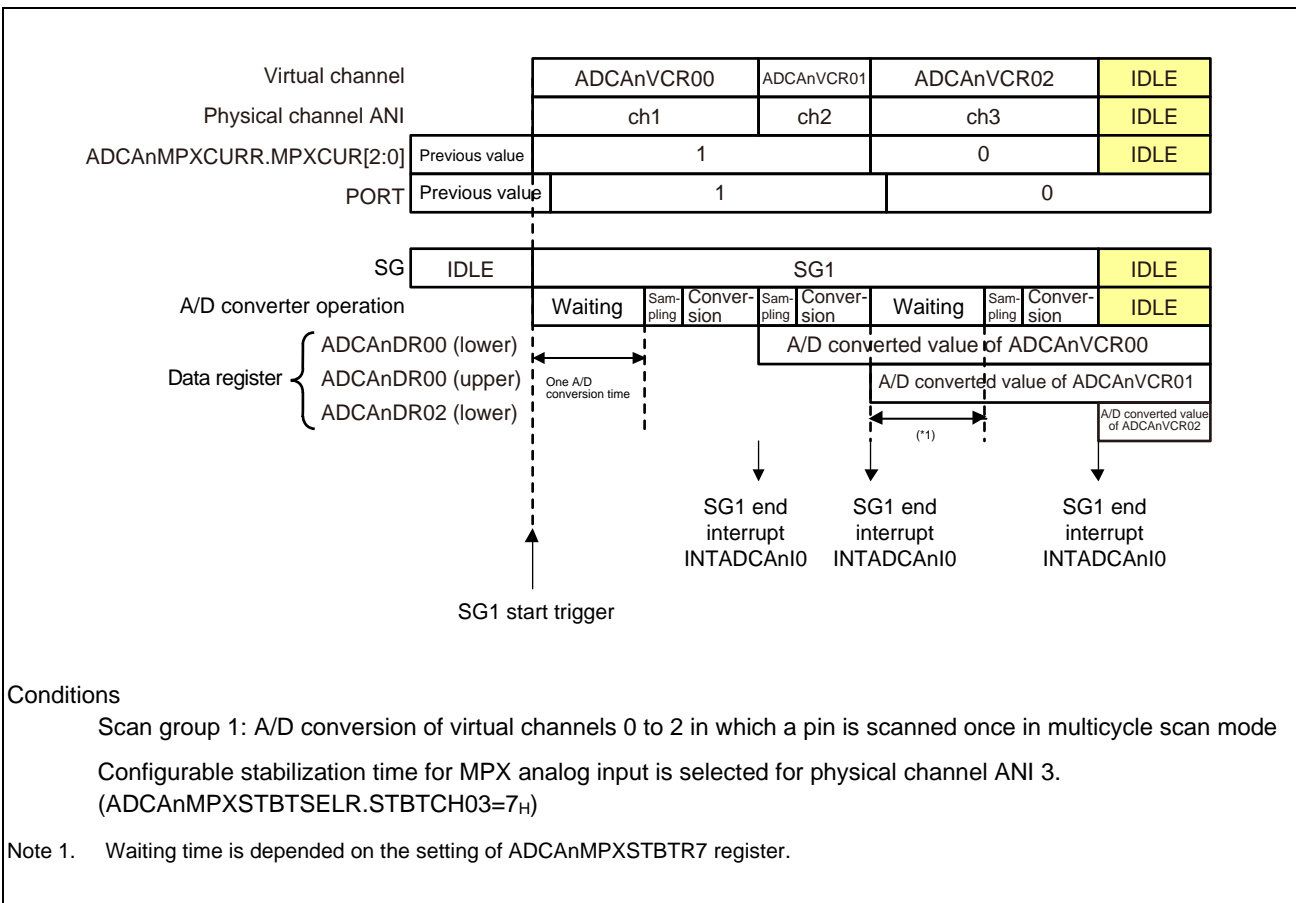 Virtual channel ADCAnVCR00 ADCAnVCR01 ADCAnVCR02 IDLE
Physical channel ANI ch1 ch2 ch3 IDLE
ADCAnMPXCURR.MPXCUR[2:0] Previous value 1 0 IDLE
PORT Previous value 1 0
SG IDLE SG1 IDLE
A/D converter operation Waiting Sam-pling Conver-sion Sam-pling Conver-sion Waiting Sam-pling Conver-sion IDLE
Data register
ADCAnDR00 (lower) A/D converted value of ADCAnVCR00
ADCAnDR00 (upper) One A/D conversion time A/D converted value of ADCAnVCR01
ADCAnDR02 (lower) (*1) A/D converted value of ADCAnVCR02
SG1 end interrupt INTADCAnI0
SG1 end interrupt INTADCAnI0
SG1 end interrupt INTADCAnI0
SG1 start trigger
Conditions
Scan group 1: A/D conversion of virtual channels 0 to 2 in which a pin is scanned once in multicycle scan mode
Configurable stabilization time for MPX analog input is selected for physical channel ANI 3.
(ADCAnMPXSTBTSELR.STBTCH03=7H)
Note 1. Waiting time is depended on the setting of ADCAnMPXSTBTR7 register.